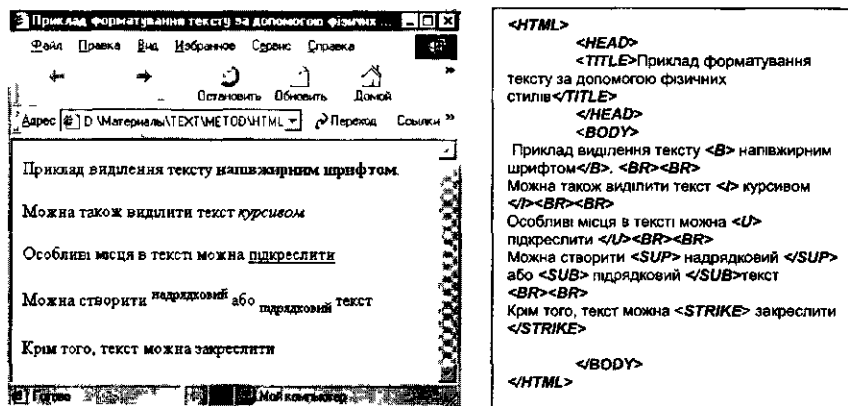 Приклад форматування тексту за допомогою фізичних ...
Файл Правка Вид Избранное Сервис Справка
Остановить Обновить Домой
Адрес D:\Материалы\TEXT\METOD\HTML Переход Ссылки »
Приклад виділення тексту напівжирним шрифтом.
Можна також виділити текст курсивом
Особливі місця в тексті можна підкреслити
Можна створити надрядковий або підрядковий текст
Крім того, текст можна закреслити
Готово Мой компьютер
<HTML>
<HEAD>
<TITLE>Приклад форматування
тексту за допомогою фізичних
стилів</TITLE>
</HEAD>
<BODY>
Приклад виділення тексту <B> напівжирним
шрифтом</B>. <BR><BR>
Можна також виділити текст <I> курсивом
</I><BR><BR>
Особливі місця в тексті можна <U>
підкреслити </U><BR><BR>
Можна створити <SUP> надрядковий </SUP>
або <SUB> підрядковий </SUB>текст
<BR><BR>
Крім того, текст можна <STRIKE> закреслити
</STRIKE>
</BODY>
</HTML>